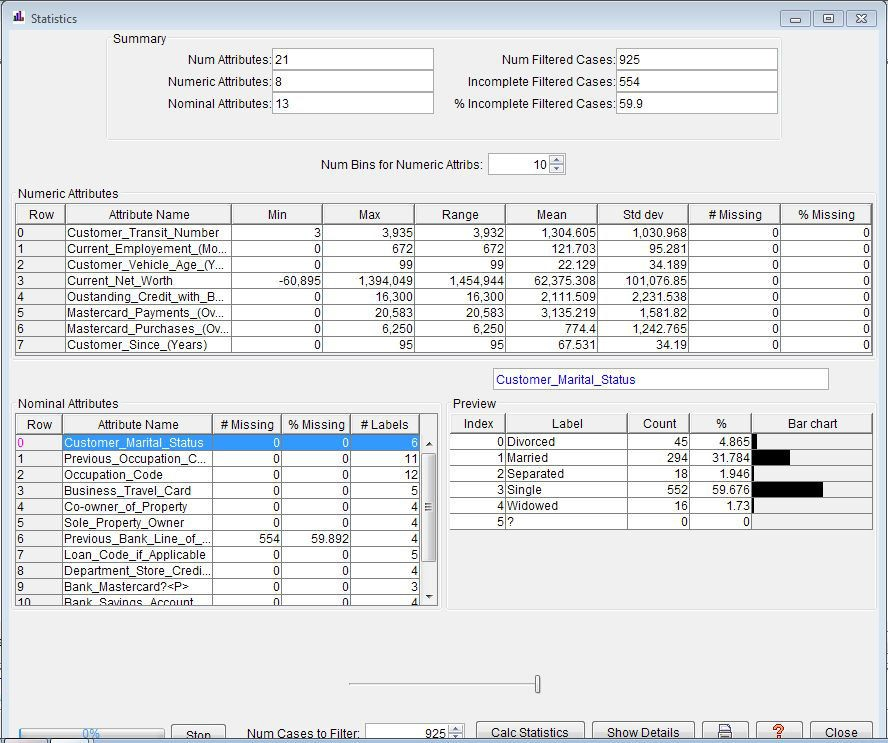 Statistics
Summary
Num Attributes: 21 Num Filtered Cases: 925
Numeric Attributes: 8 Incomplete Filtered Cases: 554
Nominal Attributes: 13 % Incomplete Filtered Cases: 59.9
Num Bins for Numeric Attribs: 10
Numeric Attributes
Row Attribute Name Min Max Range Mean Std dev # Missing % Missing
0 Customer_Transit_Number 3 3,935 3,932 1,304.605 1,030.968 0 0
1 Current_Employement_(Mo... 0 672 672 121.703 95.281 0 0
2 Customer_Vehicle_Age_(Y... 0 99 99 22.129 34.189 0 0
3 Current_Net_Worth -60,895 1,394,049 1,454,944 62,375.308 101,076.85 0 0
4 Oustanding_Credit_with_B... 0 16,300 16,300 2,111.509 2,231.538 0 0
5 Mastercard_Payments_(Ov... 0 20,583 20,583 3,135.219 1,581.82 0 0
6 Mastercard_Purchases_(Ov... 0 6,250 6,250 774.4 1,242.765 0 0
7 Customer_Since_(Years) 0 95 95 67.531 34.19 0 0
Customer_Marital_Status
Nominal Attributes
Row Attribute Name # Missing % Missing # Labels
0 Customer_Marital_Status 0 0 6
1 Previous_Occupation_C... 0 0 11
2 Occupation_Code 0 0 12
3 Business_Travel_Card 0 0 5
4 Co-owner_of_Property 0 0 4
5 Sole_Property_Owner 0 0 4
6 Previous_Bank_Line_of_... 554 59.892 4
7 Loan_Code_if_Applicable 0 0 5
8 Department_Store_Credi... 0 0 4
9 Bank_Mastercard?<P> 0 0 3
10 Bank_Savings_Account 0 0 4
Preview
Index Label Count % Bar chart
0 Divorced 45 4.865
1 Married 294 31.784
2 Separated 18 1.946
3 Single 552 59.676
4 Widowed 16 1.73
5 ? 0 0
0% Stop Num Cases to Filter: 925 Calc Statistics Show Details ? Close